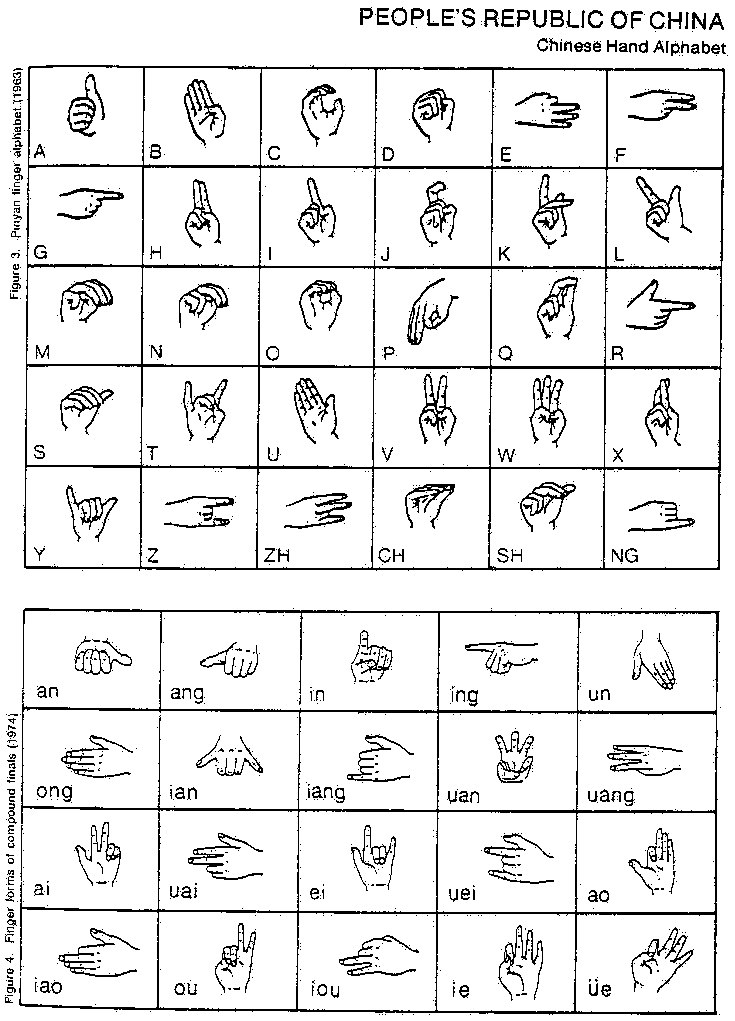 PEOPLE'S REPUBLIC OF CHINA
Chinese Hand Alphabet
Figure 3. Pinyan finger alphabet (1963)
A B C D E F
G H I J K L
M N O P Q R
S T U V W X
Y Z ZH CH SH NG
Figure 4. Finger forms of compound finals (1974)
an ang in ing un
ong ian iang uan uang
ai uai ei uei ao
iao ou iou ie üe